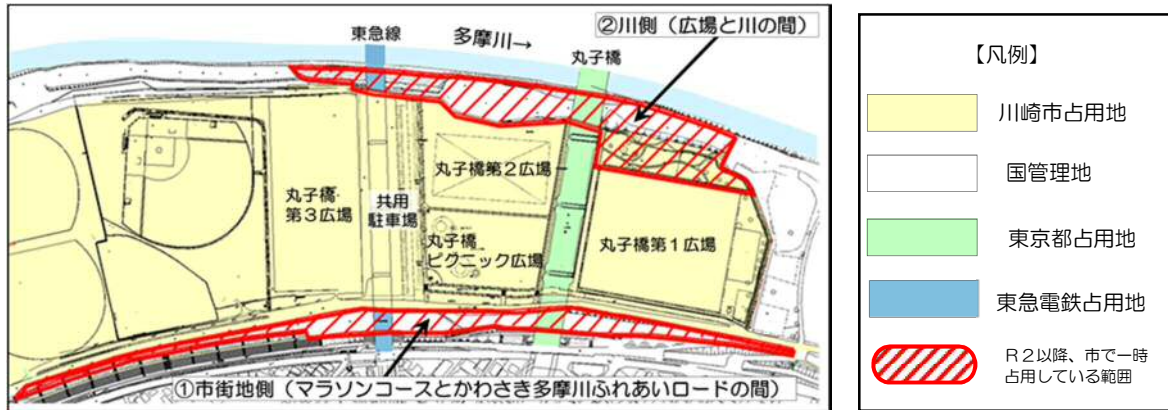 ②川側（広場と川の間）
東急線
多摩川→
丸子橋
丸子橋第２広場
丸子橋
第３広場
共用
駐車場
丸子橋
ピクニック広場
丸子橋第１広場
①市街地側（マラソンコースとかわさき多摩川ふれあいロードの間）
【凡例】
川崎市占用地
国管理地
東京都占用地
東急電鉄占用地
Ｒ２以降、市で一時
占用している範囲